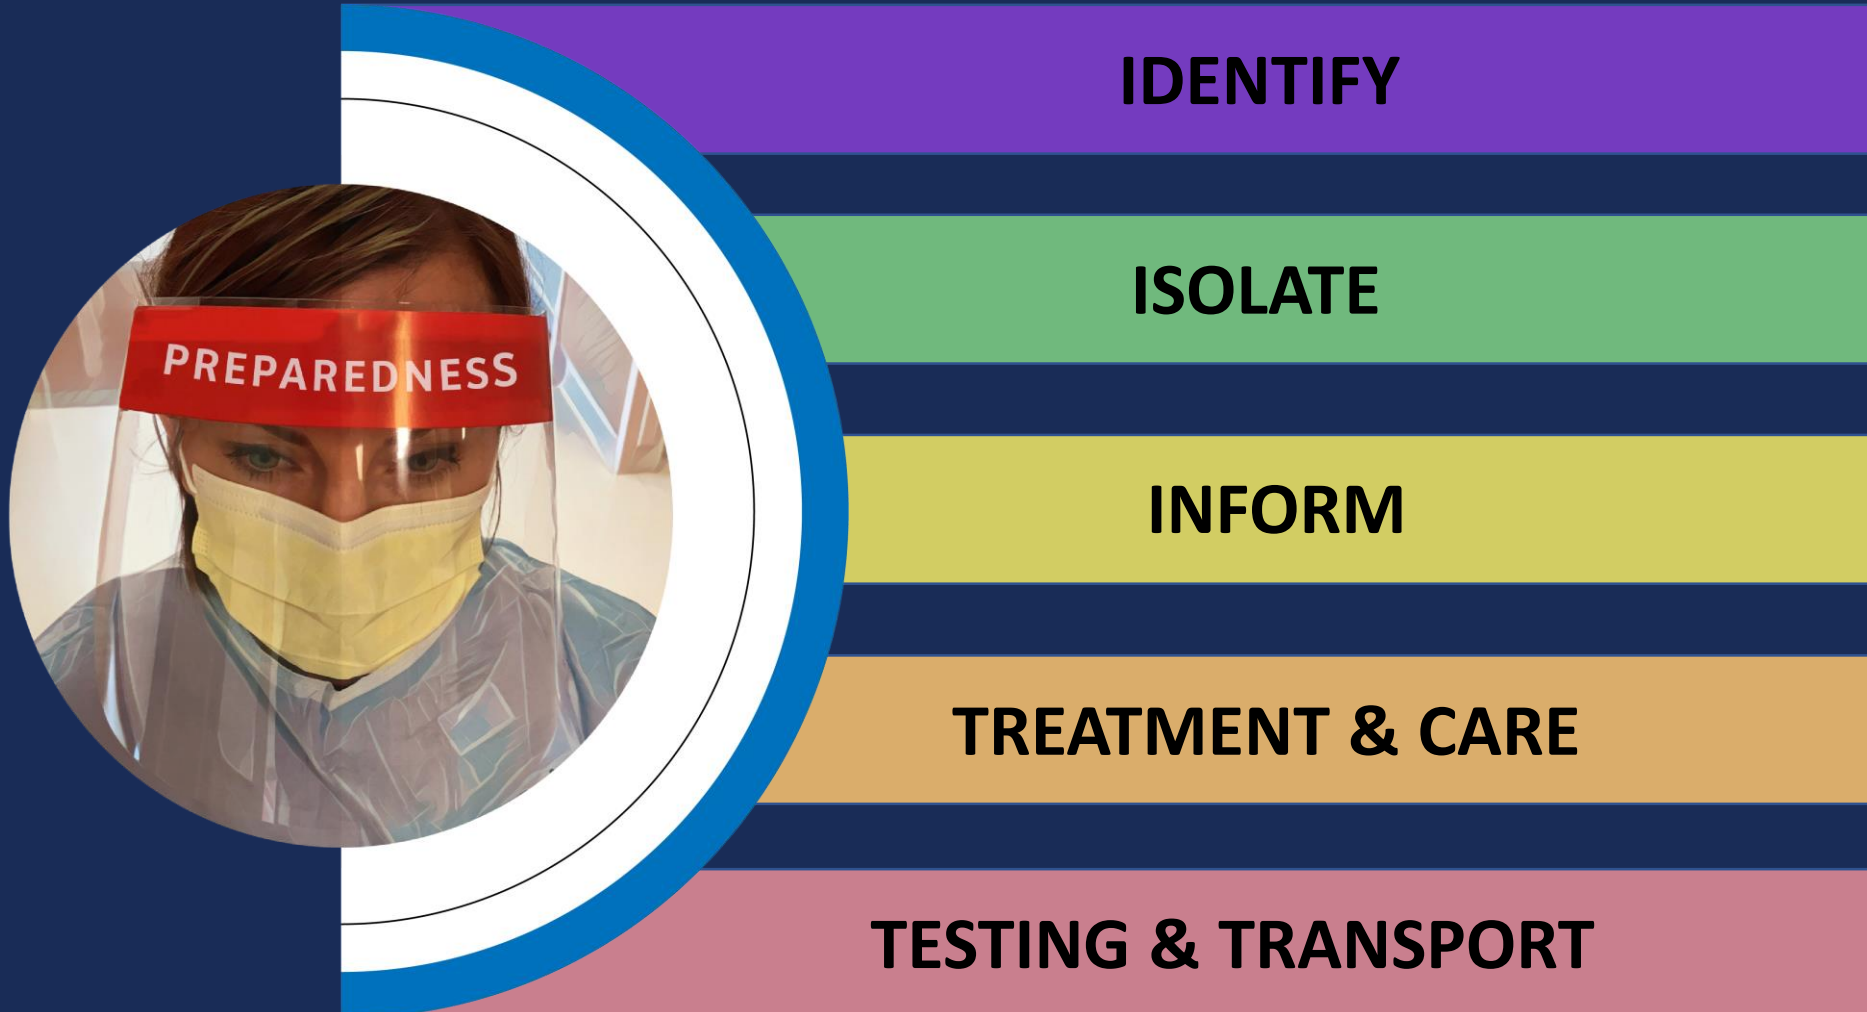 PREPAREDNESS
IDENTIFY
ISOLATE
INFORM
TREATMENT & CARE
TESTING & TRANSPORT